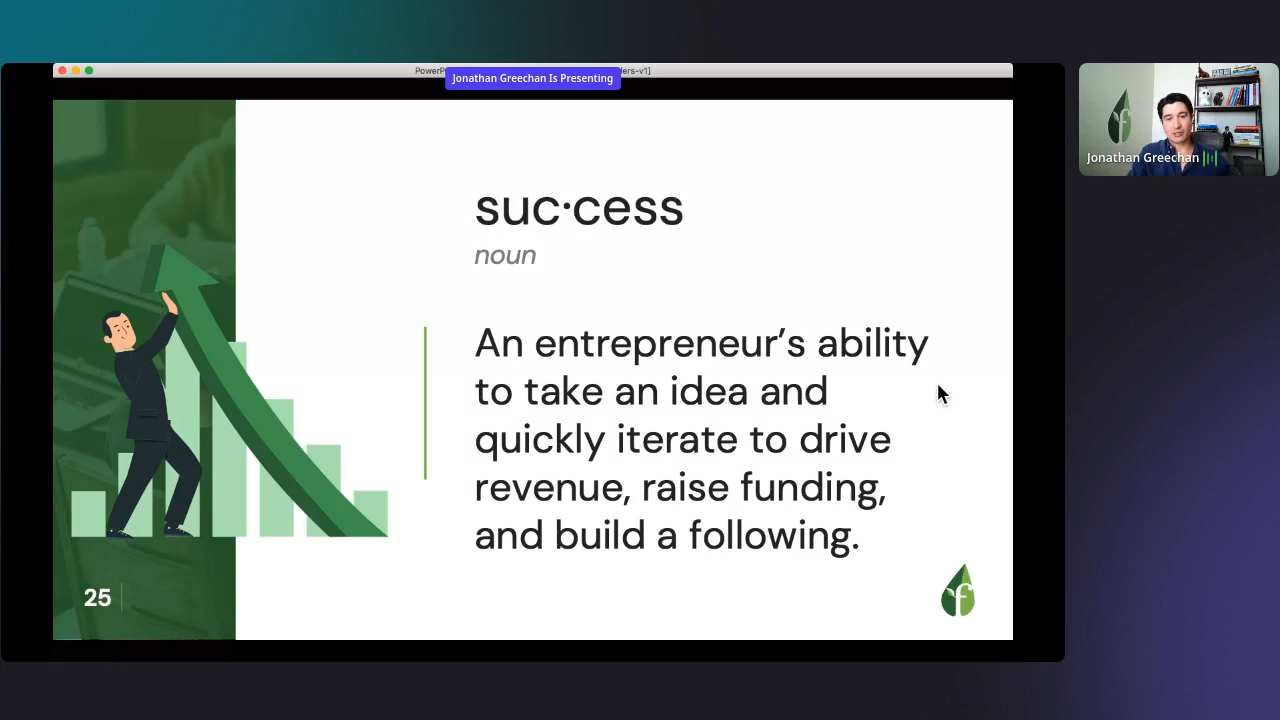 PowerP
Jonathan Greechan Is Presenting
ders-v1]
suc·cess
noun
An entrepreneur’s ability
to take an idea and
quickly iterate to drive
revenue, raise funding,
and build a following.
25
f
Jonathan Greechan
f